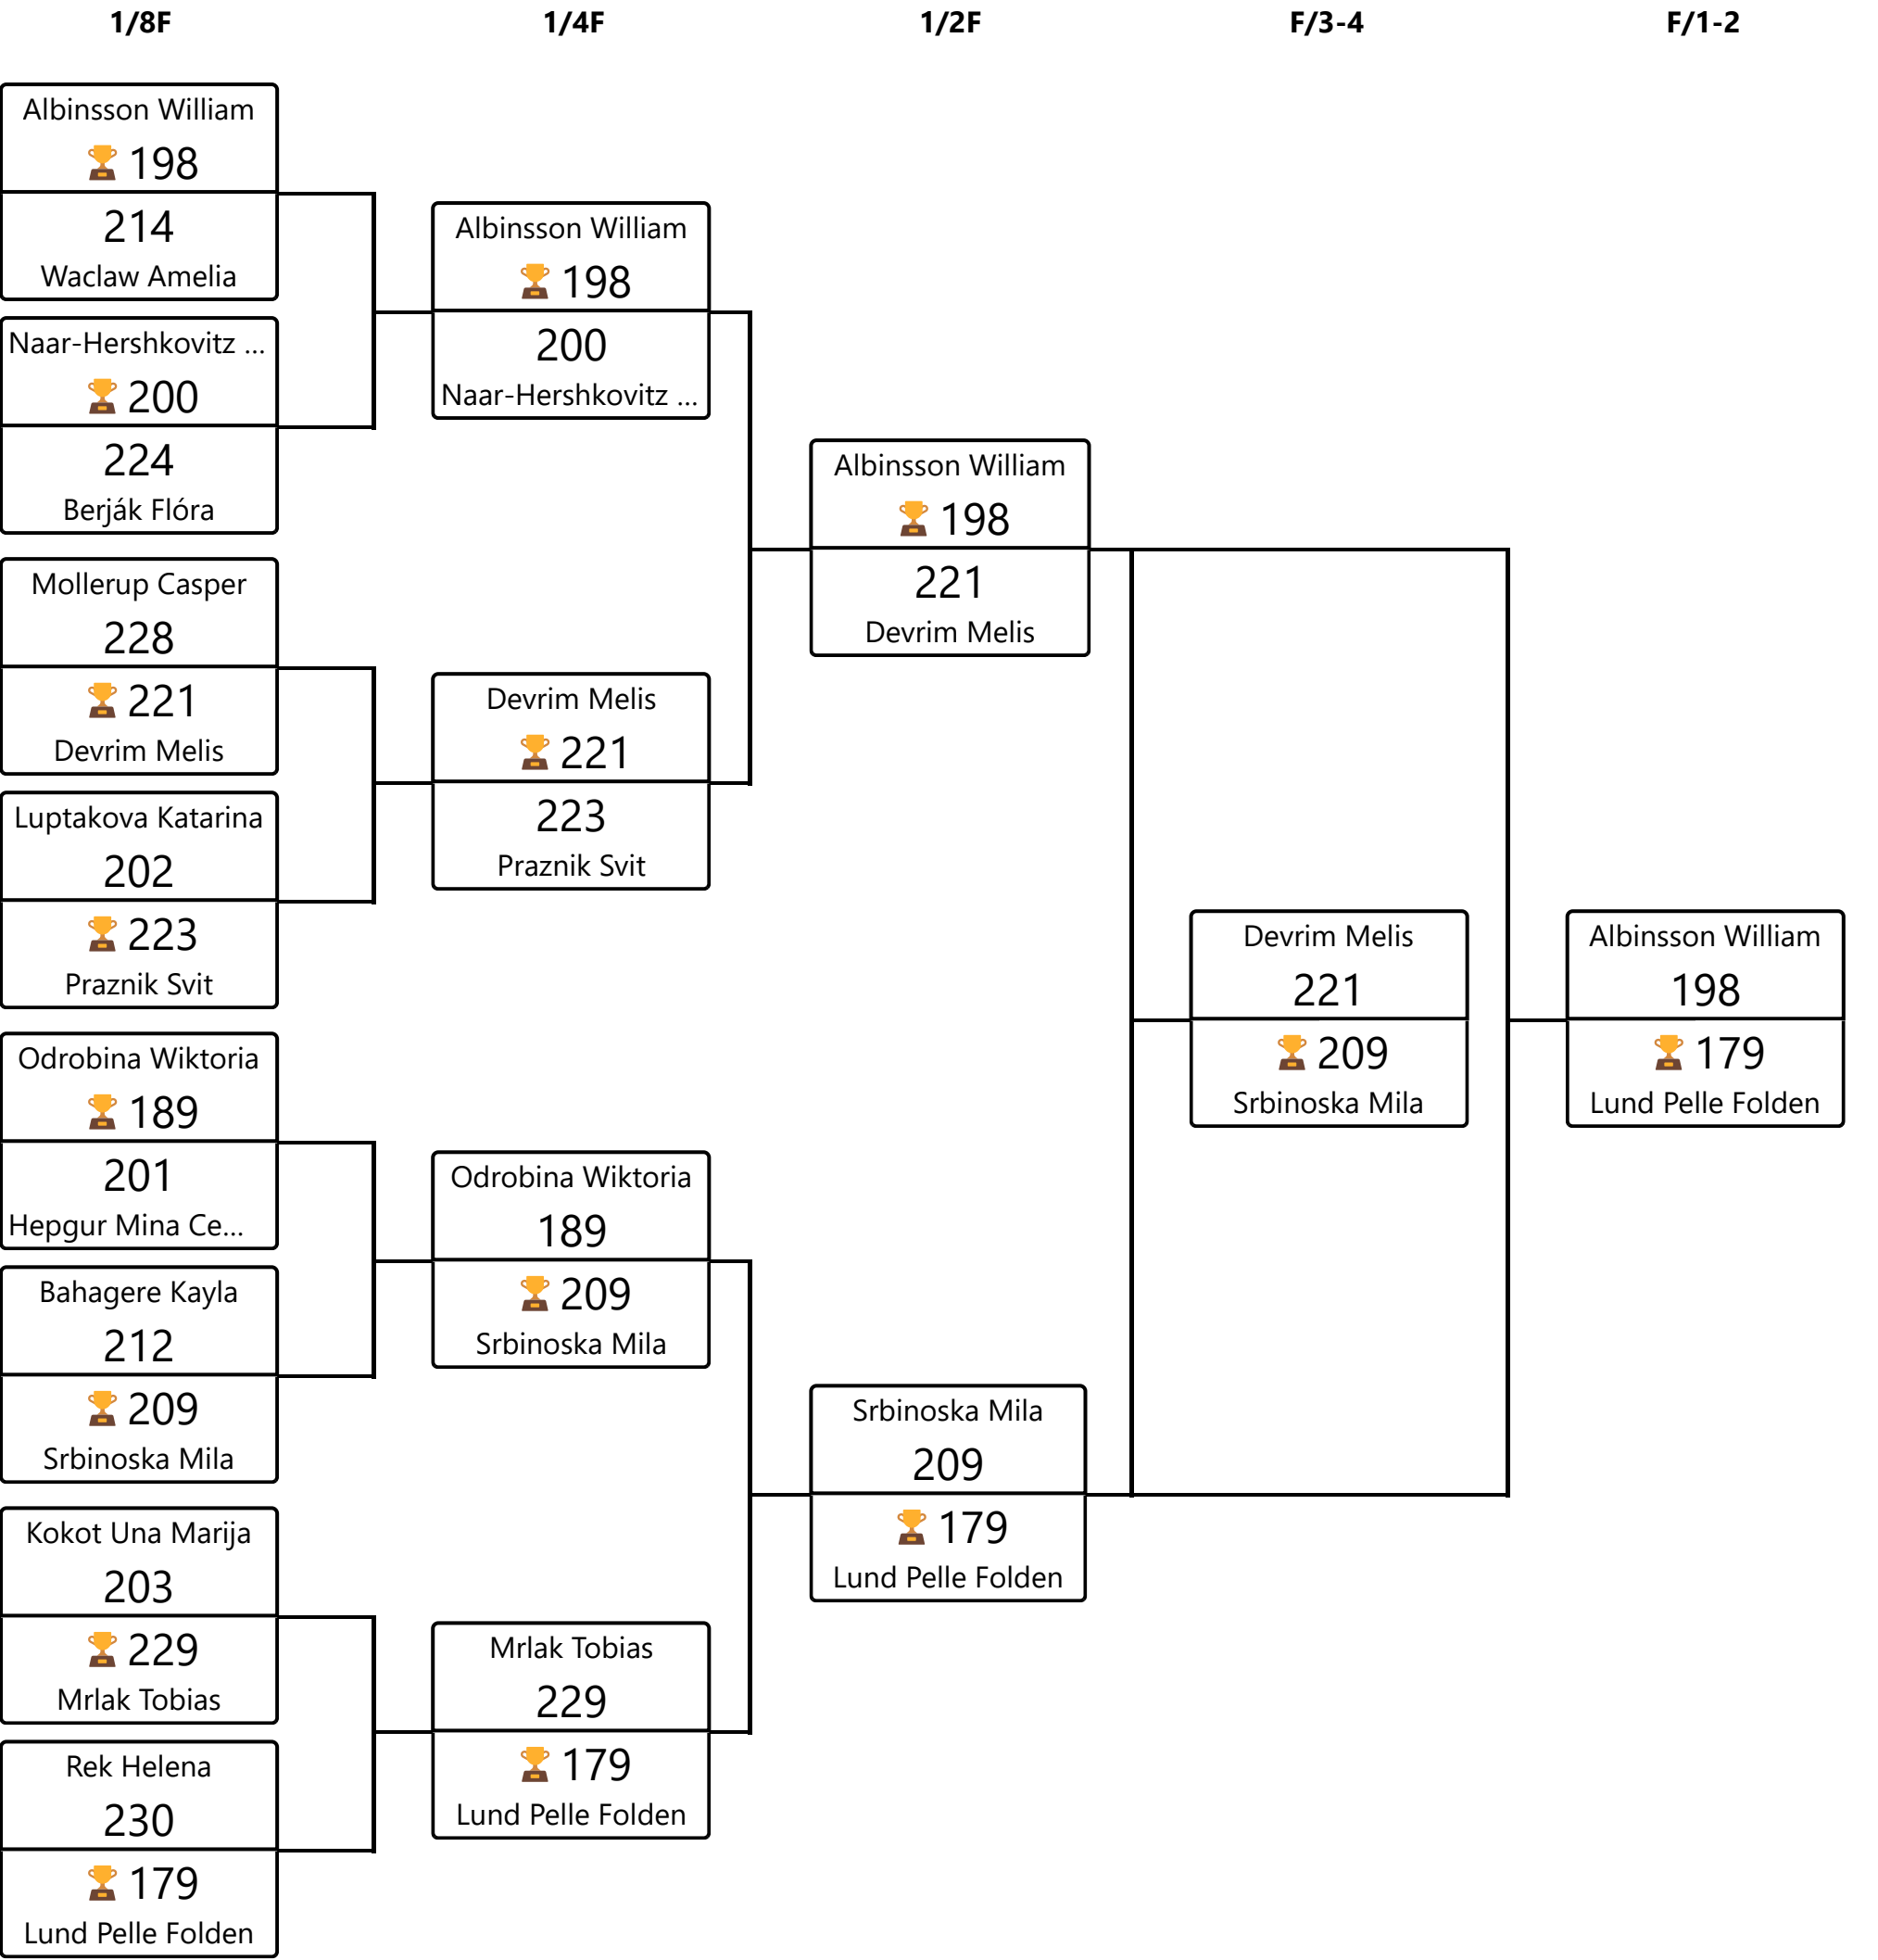 1/8F 1/4F 1/2F F/3-4 F/1-2
Albinsson William
198
214
Waclaw Amelia
Naar-Hershkovitz ...
200
224
Berják Flóra
Mollerup Casper
228
221
Devrim Melis
Luptakova Katarina
202
223
Praznik Svit
Odrobina Wiktoria
189
201
Hepgur Mina Ce...
Bahagere Kayla
212
209
Srbinoska Mila
Kokot Una Marija
203
229
Mrlak Tobias
Rek Helena
230
179
Lund Pelle Folden
Albinsson William
198
200
Naar-Hershkovitz ...
Devrim Melis
221
223
Praznik Svit
Odrobina Wiktoria
189
209
Srbinoska Mila
Mrlak Tobias
229
179
Lund Pelle Folden
Albinsson William
198
221
Devrim Melis
Srbinoska Mila
209
179
Lund Pelle Folden
Devrim Melis
221
209
Srbinoska Mila
Albinsson William
198
179
Lund Pelle Folden